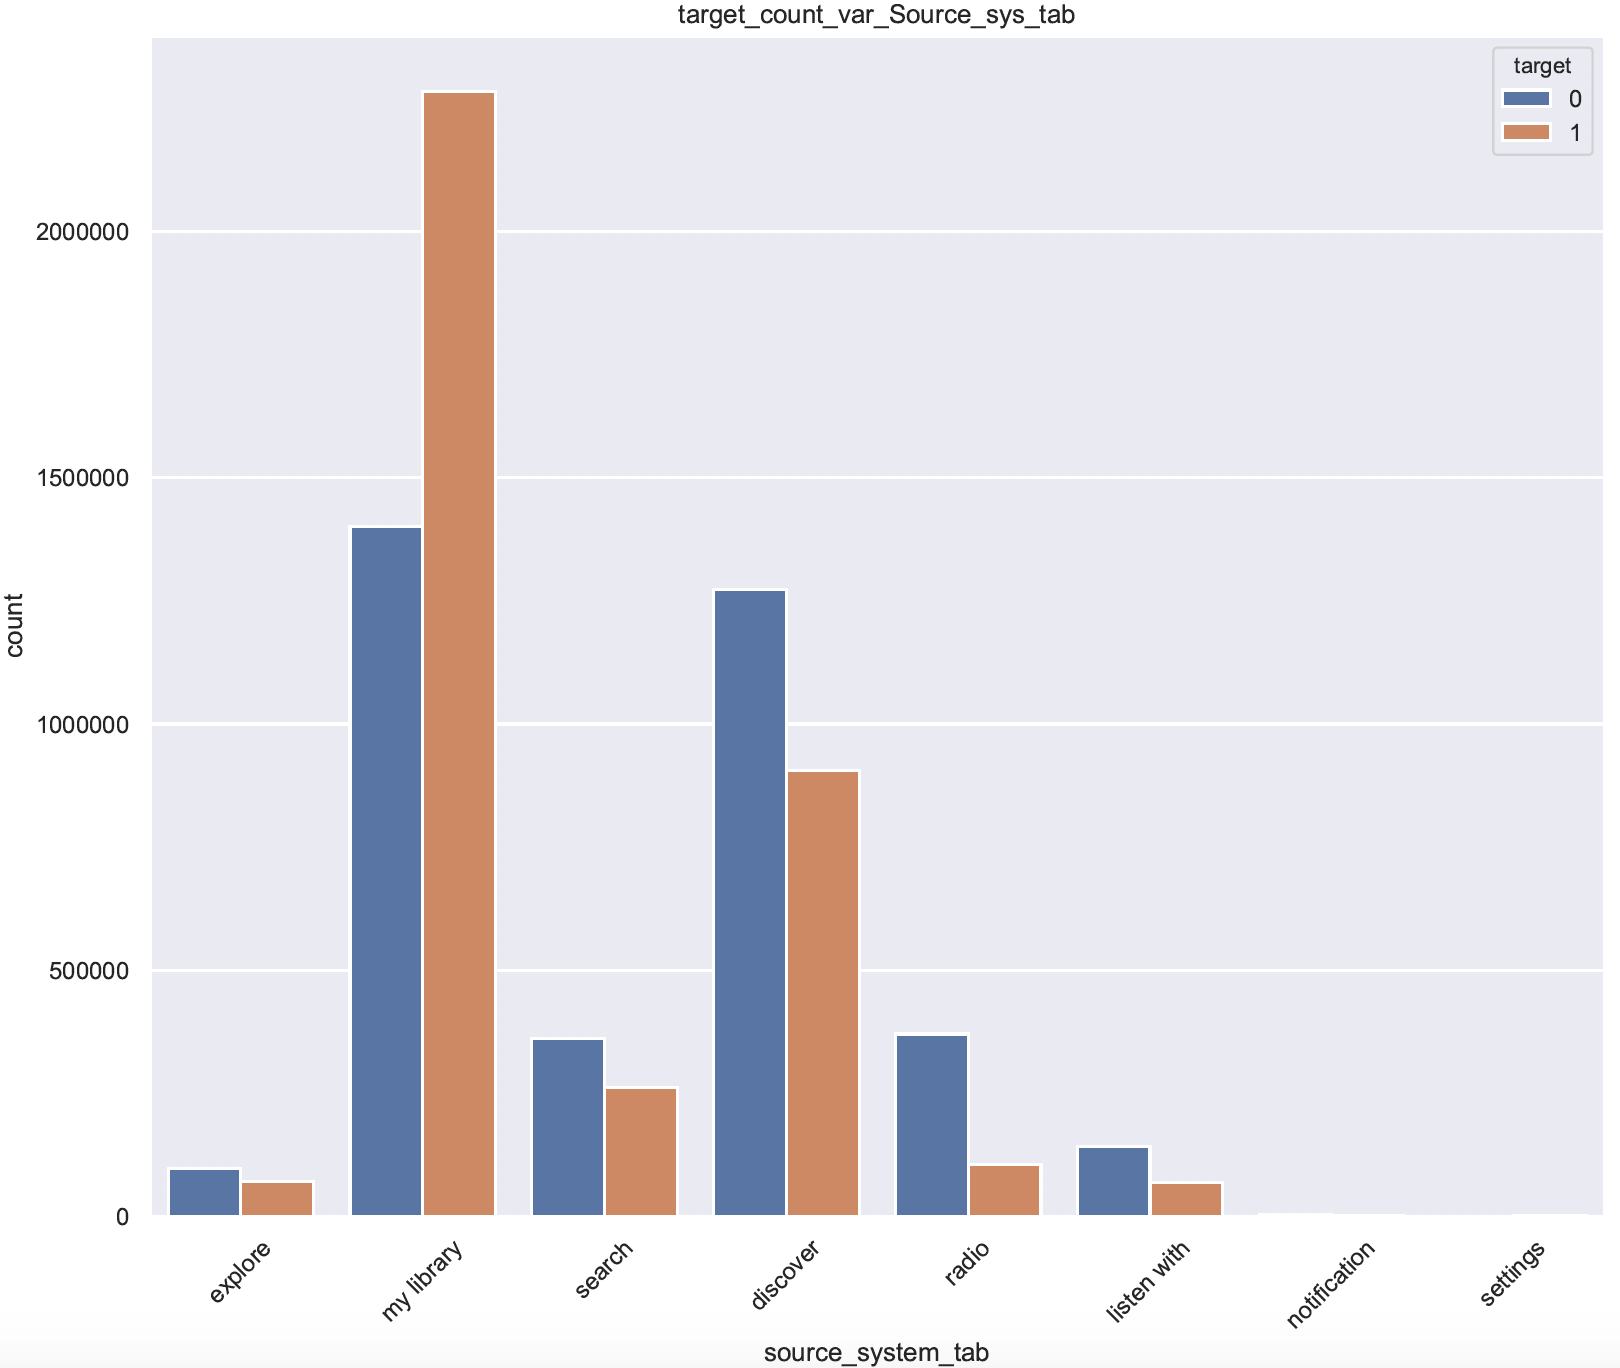 target_count_var_Source_sys_tab
target
0
1
2000000
1500000
1000000
500000
0
count
explore
my library
search
discover
radio
listen with
notification
settings
source_system_tab